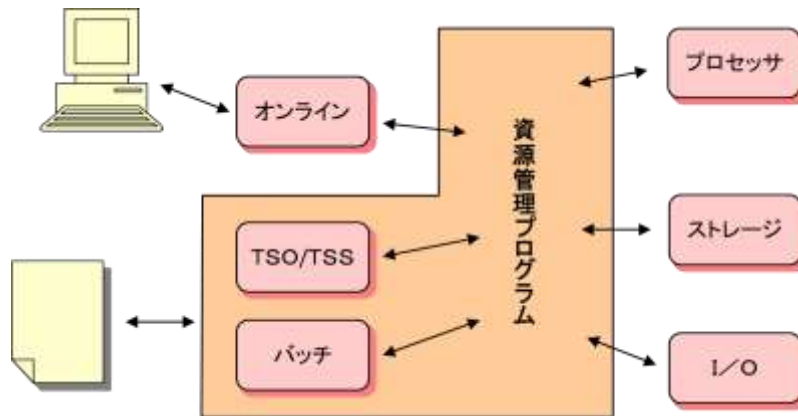 プロセッサ
オンライン
資源管理プログラム
ストレージ
TSO/TSS
バッチ
I/O